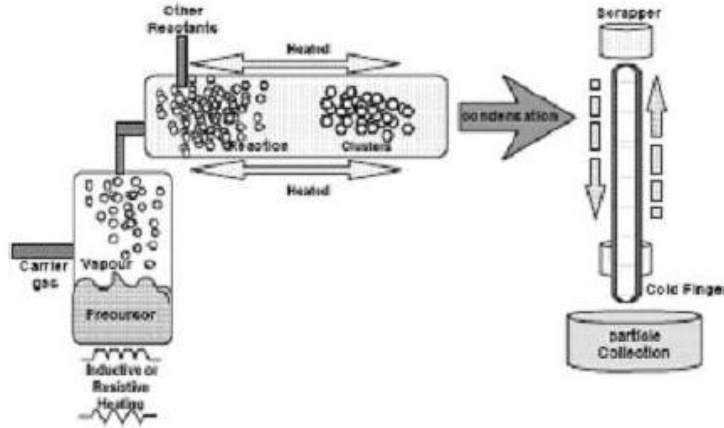 Other
Reactants
Heated
Scrapper
Reaction
Clusters
condensation
Heated
Carrier
gas
Vapour
Precursor
Inductive or
Resistive
Heating
Cold Finger
particle
Collection